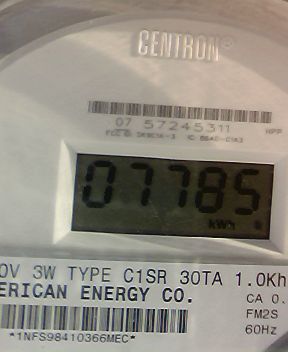 CENTRON®
07 57245311
HPP
07785
kWh
0V 3W TYPE C1SR 30TA 1.0Kh
ERICAN ENERGY CO.
CA 0.
FM2S
60Hz
*1NFS98410366MEC*